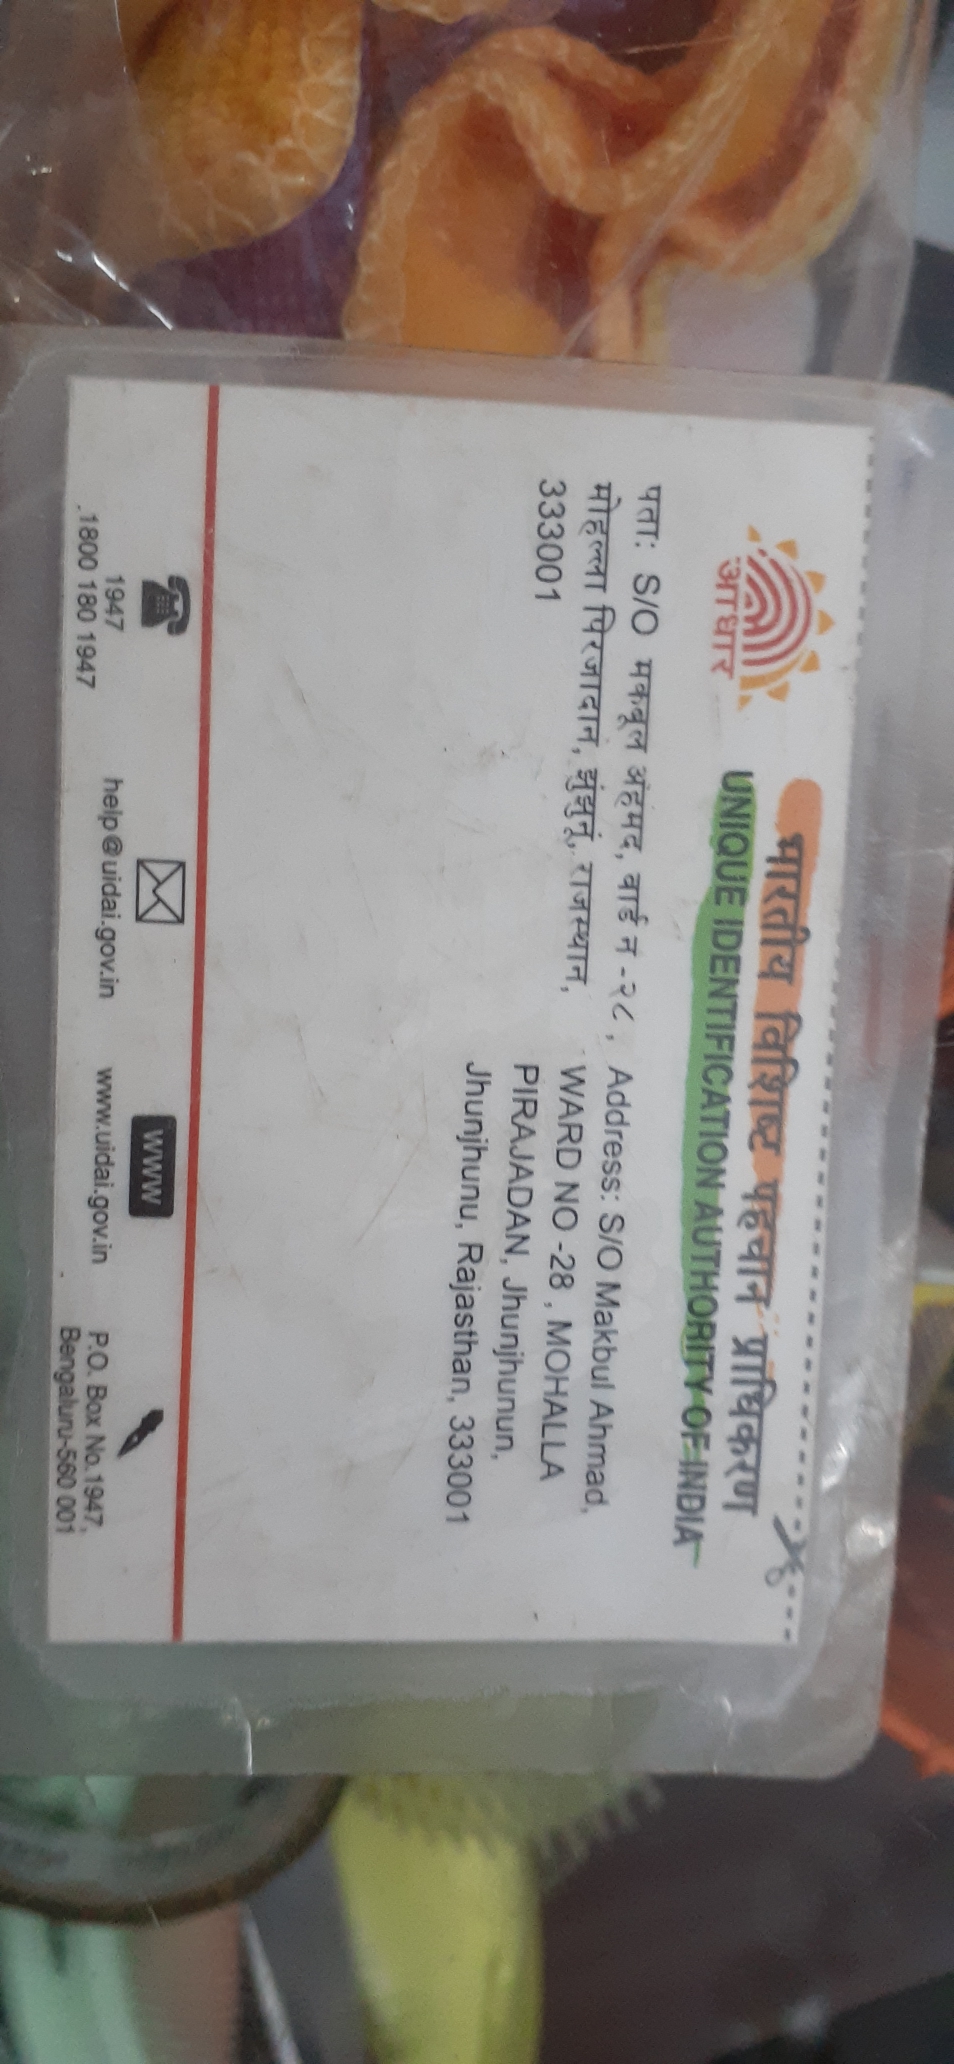 भारतीय विशिष्ट पहचान प्राधिकरण
UNIQUE IDENTIFICATION AUTHORITY OF INDIA
आधार
पता: S/O मकबूल अहमद, वार्ड न -२८,
मोहल्ला पिरजादान, झुंझुनूं, राजस्थान,
333001
Address: S/O Makbul Ahmad,
WARD NO -28 , MOHALLA
PIRAJADAN, Jhunjhunun,
Jhunjhunu, Rajasthan, 333001
1947
1800 180 1947
help@uidai.gov.in
WWW
www.uidai.gov.in
P.O. Box No.1947,
Bengaluru-560 001